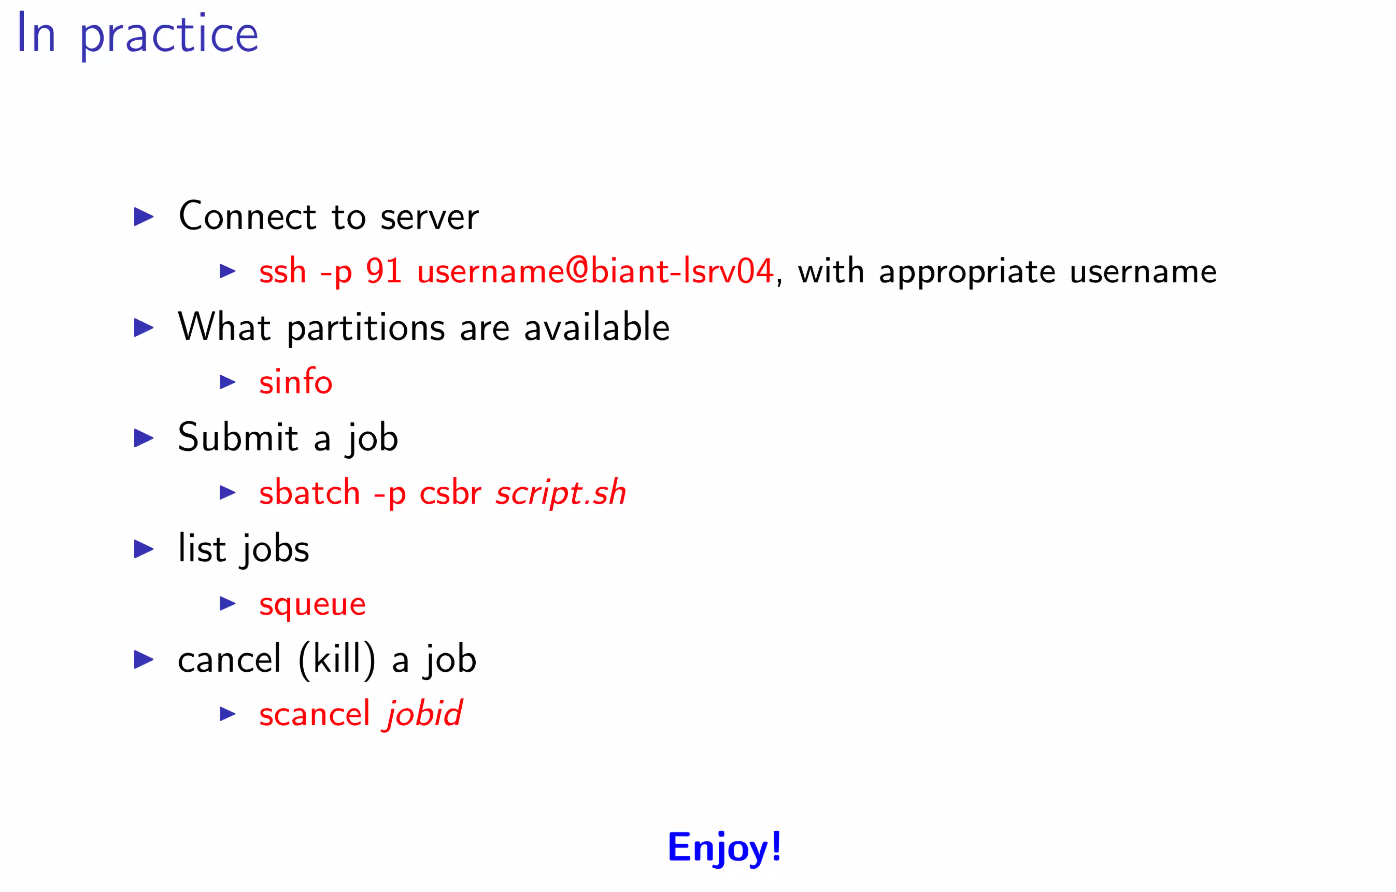 In practice
Connect to server
ssh -p 91 username@biant-lsrv04, with appropriate username
What partitions are available
sinfo
Submit a job
sbatch -p csbr script.sh
list jobs
squeue
cancel (kill) a job
scancel jobid
Enjoy!